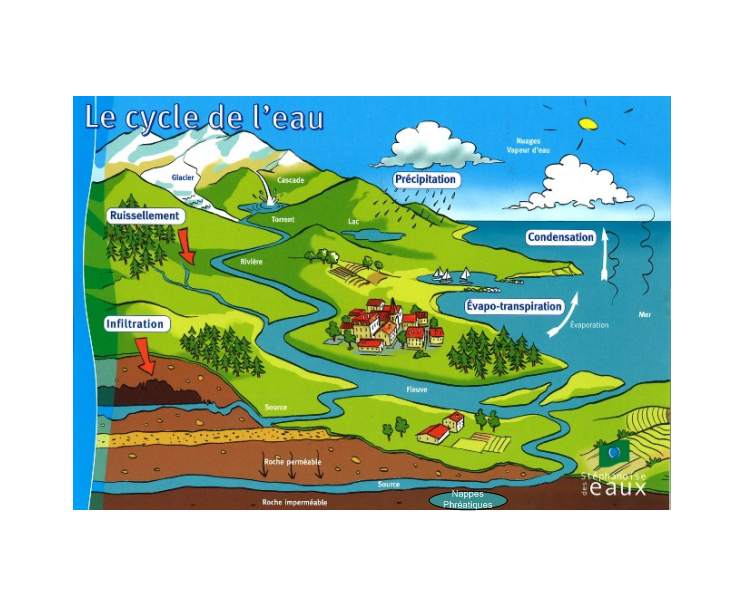 Le cycle de l'eau
Nuages
Vapeur d'eau
Glacier
Cascade
Précipitation
Ruissellement
Torrent
Lac
Condensation
Rivière
Évapo-transpiration
Mer
Infiltration
Évaporation
Fleuve
Source
Roche perméable
Source
Stéphanoise
des eaux
Nappes
Phréatiques
Roche imperméable